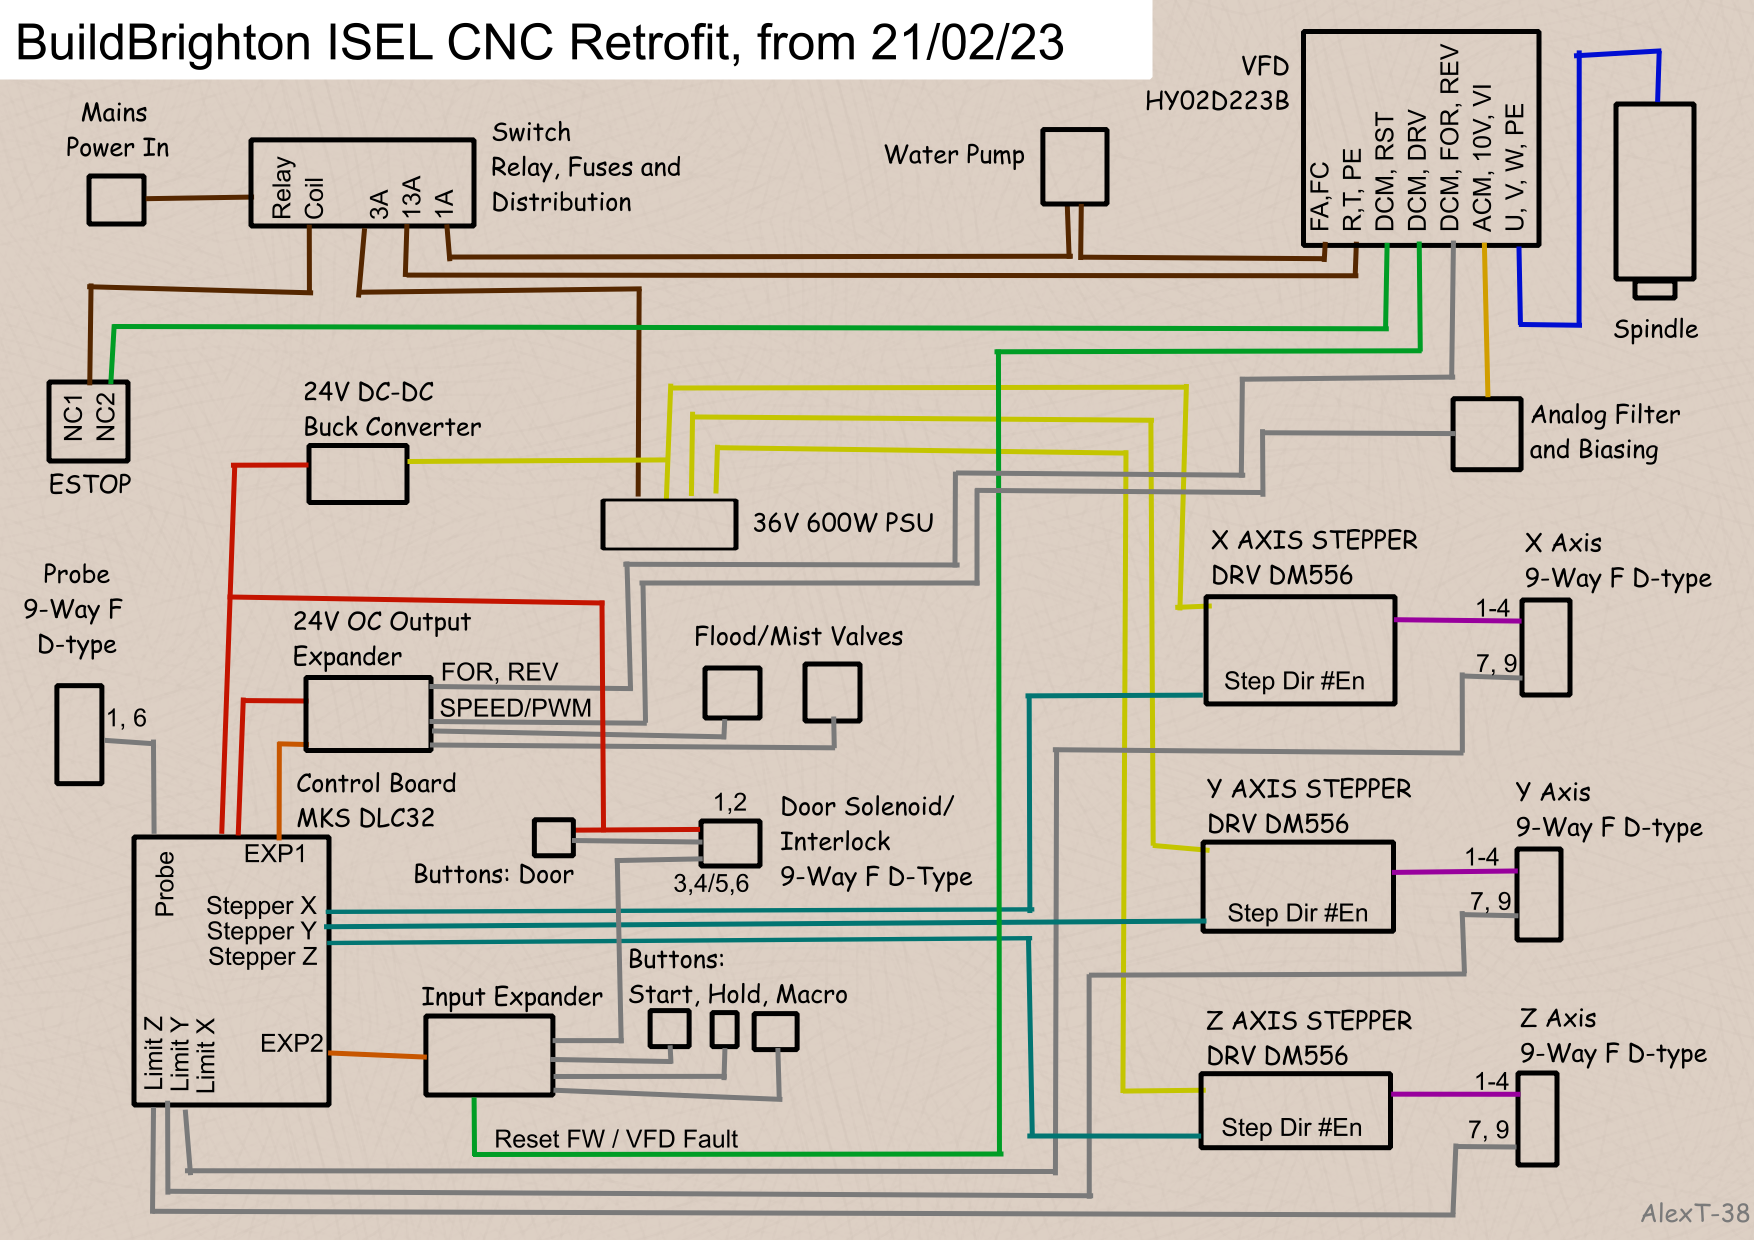 BuildBrighton ISEL CNC Retrofit, from 21/02/23
VFD
HY02D223B
FA,FC
R,T, PE
DCM, RST
DCM, DRV
DCM, FOR, REV
ACM, 10V, VI
U, V, W, PE
Mains
Power In
Relay
Coil
3A
13A
1A
Switch
Relay, Fuses and
Distribution
Water Pump
Spindle
NC1
NC2
ESTOP
24V DC-DC
Buck Converter
36V 600W PSU
Analog Filter
and Biasing
X AXIS STEPPER
DRV DM556
Step Dir #En
X Axis
9-Way F D-type
1-4
7, 9
Probe
9-Way F
D-type
1, 6
24V OC Output
Expander
FOR, REV
SPEED/PWM
Flood/Mist Valves
Control Board
MKS DLC32
Probe
EXP1
Stepper X
Stepper Y
Stepper Z
Limit Z
Limit Y
Limit X
EXP2
Buttons: Door
1,2
3,4/5,6
Door Solenoid/
Interlock
9-Way F D-Type
Y AXIS STEPPER
DRV DM556
Step Dir #En
Y Axis
9-Way F D-type
1-4
7, 9
Input Expander
Buttons:
Start, Hold, Macro
Reset FW / VFD Fault
Z AXIS STEPPER
DRV DM556
Step Dir #En
Z Axis
9-Way F D-type
1-4
7, 9
AlexT-38